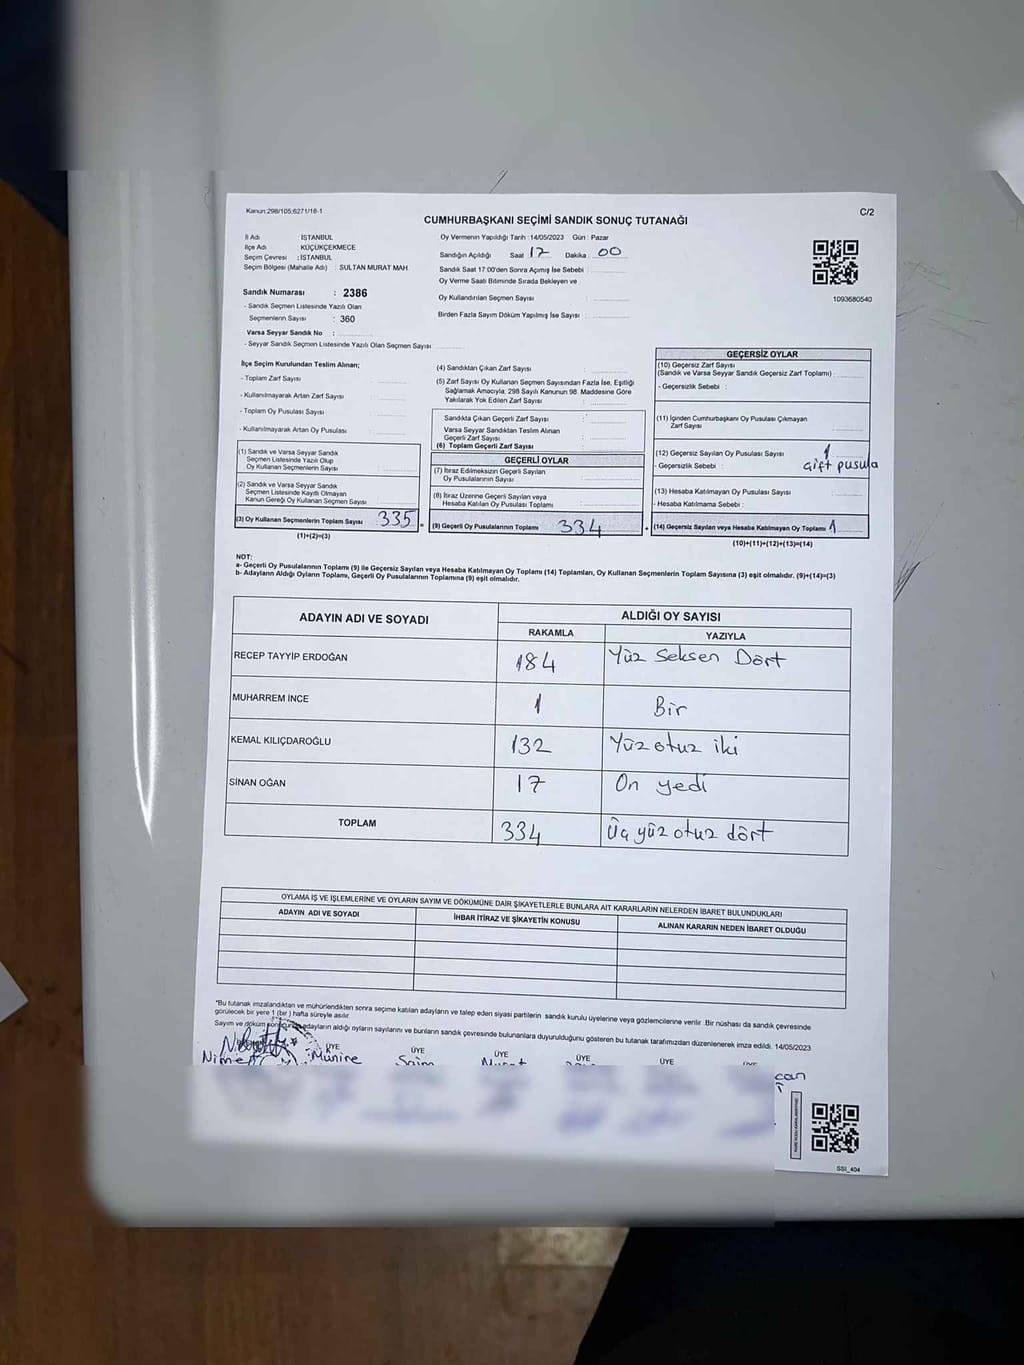 Kanun:298/105;6271/16-1
C/2
CUMHURBAŞKANI SEÇİMİ SANDIK SONUÇ TUTANAĞI
İl Adı : İSTANBUL
İlçe Adı : KÜÇÜKÇEKMECE
Seçim Çevresi : İSTANBUL
Seçim Bölgesi (Mahalle Adı) : SULTAN MURAT MAH.
Sandık Numarası : 2386
- Sandık Seçmen Listesinde Yazılı Olan
Seçmenlerin Sayısı : 360
Varsa Seyyar Sandık No :
- Seyyar Sandık Seçmen Listesinde Yazılı Olan Seçmen Sayısı
Oy Vermenin Yapıldığı Tarih :14/05/2023 Gün : Pazar
Sandığın Açıldığı Saat 17 Dakika : 00
Sandık Saat 17:00'den Sonra Açılmış İse Sebebi
Oy Verme Saati Bitiminde Sırada Bekleyen ve
Oy Kullandırılan Seçmen Sayısı :
Birden Fazla Sayım Döküm Yapılmış İse Sayısı :
1093680540
İlçe Seçim Kurulundan Teslim Alınan;
- Toplam Zarf Sayısı :
- Kullanılmayarak Artan Zarf Sayısı :
- Toplam Oy Pusulası Sayısı :
- Kullanılmayarak Artan Oy Pusulası :
(1) Sandık ve Varsa Seyyar Sandık
Seçmen Listesinde Yazılı Olup
Oy Kullanan Seçmenlerin Sayısı :
(2) Sandık ve Varsa Seyyar Sandık
Seçmen Listesinde Kayıtlı Olmayan
Kanun Gereği Oy Kullanan Seçmen Sayısı :
(3) Oy Kullanan Seçmenlerin Toplam Sayısı 335 =
(1)+(2)=(3)
(4) Sandıktan Çıkan Zarf Sayısı :
(5) Zarf Sayısı Oy Kullanan Seçmen Sayısından Fazla İse, Eşitliği
Sağlamak Amacıyla; 298 Sayılı Kanunun 98. Maddesine Göre
Yakılarak Yok Edilen Zarf Sayısı :
Sandıkta Çıkan Geçerli Zarf Sayısı :
Varsa Seyyar Sandıktan Teslim Alınan
Geçerli Zarf Sayısı :
(6) Toplam Geçerli Zarf Sayısı
GEÇERLİ OYLAR
(7) İtiraz Edilmeksizin Geçerli Sayılan
Oy Pusulalarının Sayısı :
(8) İtiraz Üzerine Geçerli Sayılan veya
Hesaba Katılan Oy Pusulaları Toplamı :
(9) Geçerli Oy Pusulalarının Toplamı 334 +
GEÇERSİZ OYLAR
(10) Geçersiz Zarf Sayısı
(Sandık ve Varsa Seyyar Sandık Geçersiz Zarf Toplamı) :
- Geçersizlik Sebebi :
(11) İçinden Cumhurbaşkanı Oy Pusulası Çıkmayan
Zarf Sayısı :
(12) Geçersiz Sayılan Oy Pusulası Sayısı : 1
- Geçersizlik Sebebi : Çift pusula
(13) Hesaba Katılmayan Oy Pusulası Sayısı :
- Hesaba Katılmama Sebebi :
(14) Geçersiz Sayılan veya Hesaba Katılmayan Oy Toplamı 1
(10)+(11)+(12)+(13)=(14)
NOT:
a- Geçerli Oy Pusulalarının Toplamı (9) ile Geçersiz Sayılan veya Hesaba Katılmayan Oy Toplamı (14) Toplamları, Oy Kullanan Seçmenlerin Toplam Sayısına (3) eşit olmalıdır. (9)+(14)=(3)
b- Adayların Aldığı Oyların Toplamı, Geçerli Oy Pusulalarının Toplamına (9) eşit olmalıdır.
ADAYIN ADI VE SOYADI ALDIĞI OY SAYISI
RAKAMLA YAZIYLA
RECEP TAYYİP ERDOĞAN 184 Yüz Seksen Dört
MUHARREM İNCE 1 Bir
KEMAL KILIÇDAROĞLU 132 Yüz otuz iki
SİNAN OĞAN 17 On yedi
TOPLAM 334 Üç yüz otuz dört
OYLAMA İŞ VE İŞLEMLERİNE VE OYLARIN SAYIM VE DÖKÜMÜNE DAİR ŞİKAYETLERLE BUNLARA AİT KARARLARIN NELERDEN İBARET BULUNDUKLARI
ADAYIN ADI VE SOYADI İHBAR İTİRAZ VE ŞİKAYETİN KONUSU ALINAN KARARIN NEDEN İBARET OLDUĞU
*Bu tutanak imzalandıktan ve mühürlendikten sonra seçime katılan adayların ve talep eden siyasi partilerin sandık kurulu üyelerine veya gözlemcilerine verilir. Bir nüshası da sandık çevresinde
görülecek bir yere 1 (bir) hafta süreyle asılır.
Sayım ve döküm sonucunda adayların aldığı oyların sayılarını ve bunların sandık çevresinde bulunanlara duyurulduğunu gösteren bu tutanak tarafımızdan düzenlenerek imza edildi. 14/05/2023
ÜYE ÜYE ÜYE ÜYE ÜYE ÜYE
Münine Saim
can
SSI_404